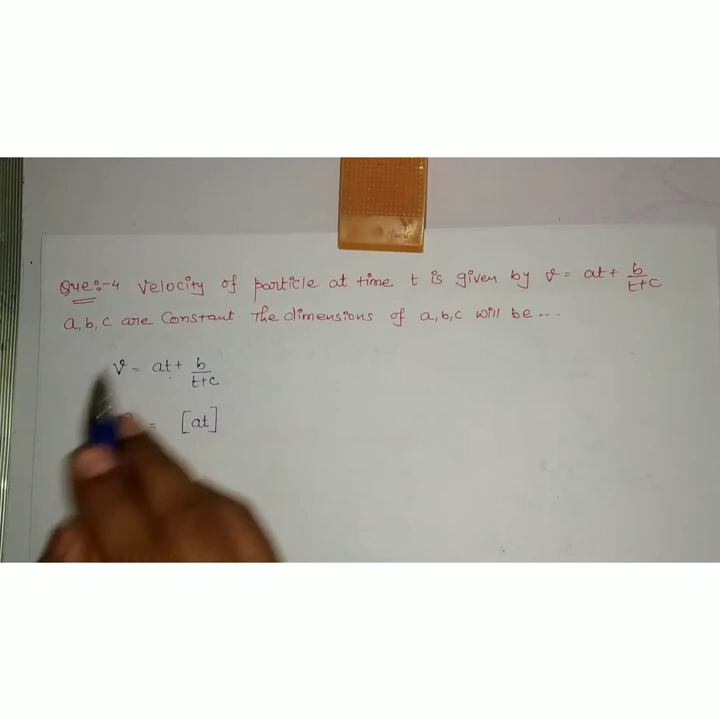 Que:-4 Velocity of particle at time t is given by v = at + b/(t+c)
a, b, c are Constant. The dimensions of a, b, c will be ...
v = at + b/(t+c)
= [at]